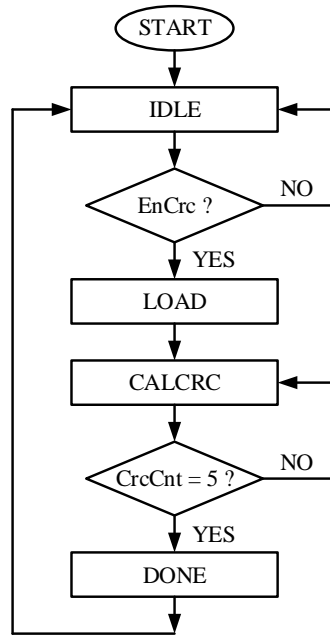 START
IDLE
EnCrc ?
NO
YES
LOAD
CALCRC
CrcCnt = 5 ?
NO
YES
DONE